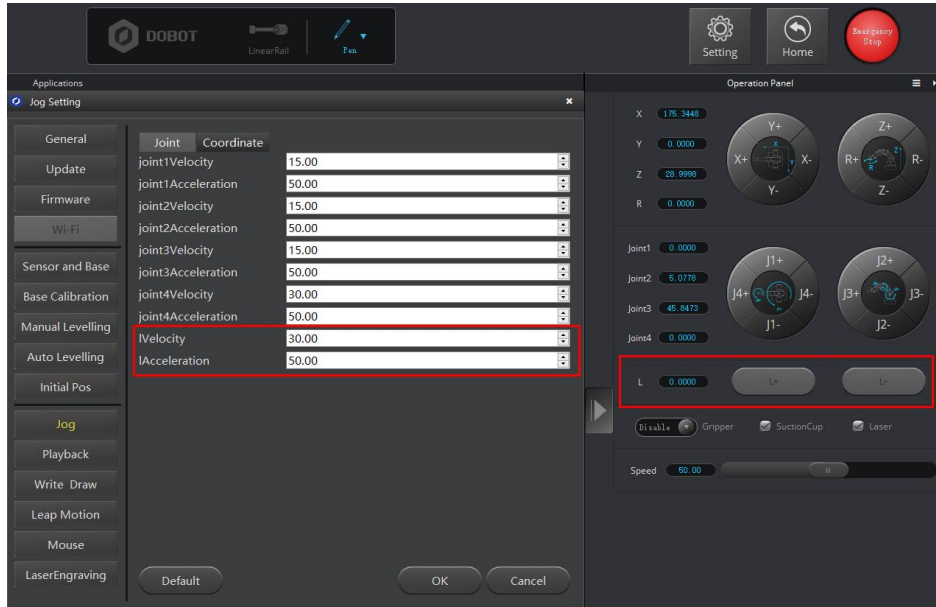 DOBOT
LinearRail
Pen
Setting
Home
Emergency
Stop
Applications
Operation Panel
Jog Setting
General
Update
Firmware
Wi-Fi
Sensor and Base
Base Calibration
Manual Levelling
Auto Levelling
Initial Pos
Jog
Playback
Write Draw
Leap Motion
Mouse
LaserEngraving
Joint Coordinate
joint1Velocity 15.00
joint1Acceleration 50.00
joint2Velocity 15.00
joint2Acceleration 50.00
joint3Velocity 15.00
joint3Acceleration 50.00
joint4Velocity 30.00
joint4Acceleration 50.00
lVelocity 30.00
lAcceleration 50.00
Default OK Cancel
X 175.3448
Y 0.0000
Z 28.9998
R 0.0000
Y+
X+ X-
Y-
Z+
R+ R-
Z-
Joint1 0.0000
Joint2 5.0778
Joint3 45.8473
Joint4 0.0000
J1+
J4+ J4-
J1-
J2+
J3+ J3-
J2-
L 0.0000 L+ L-
Disable Gripper SuctionCup Laser
Speed 50.00